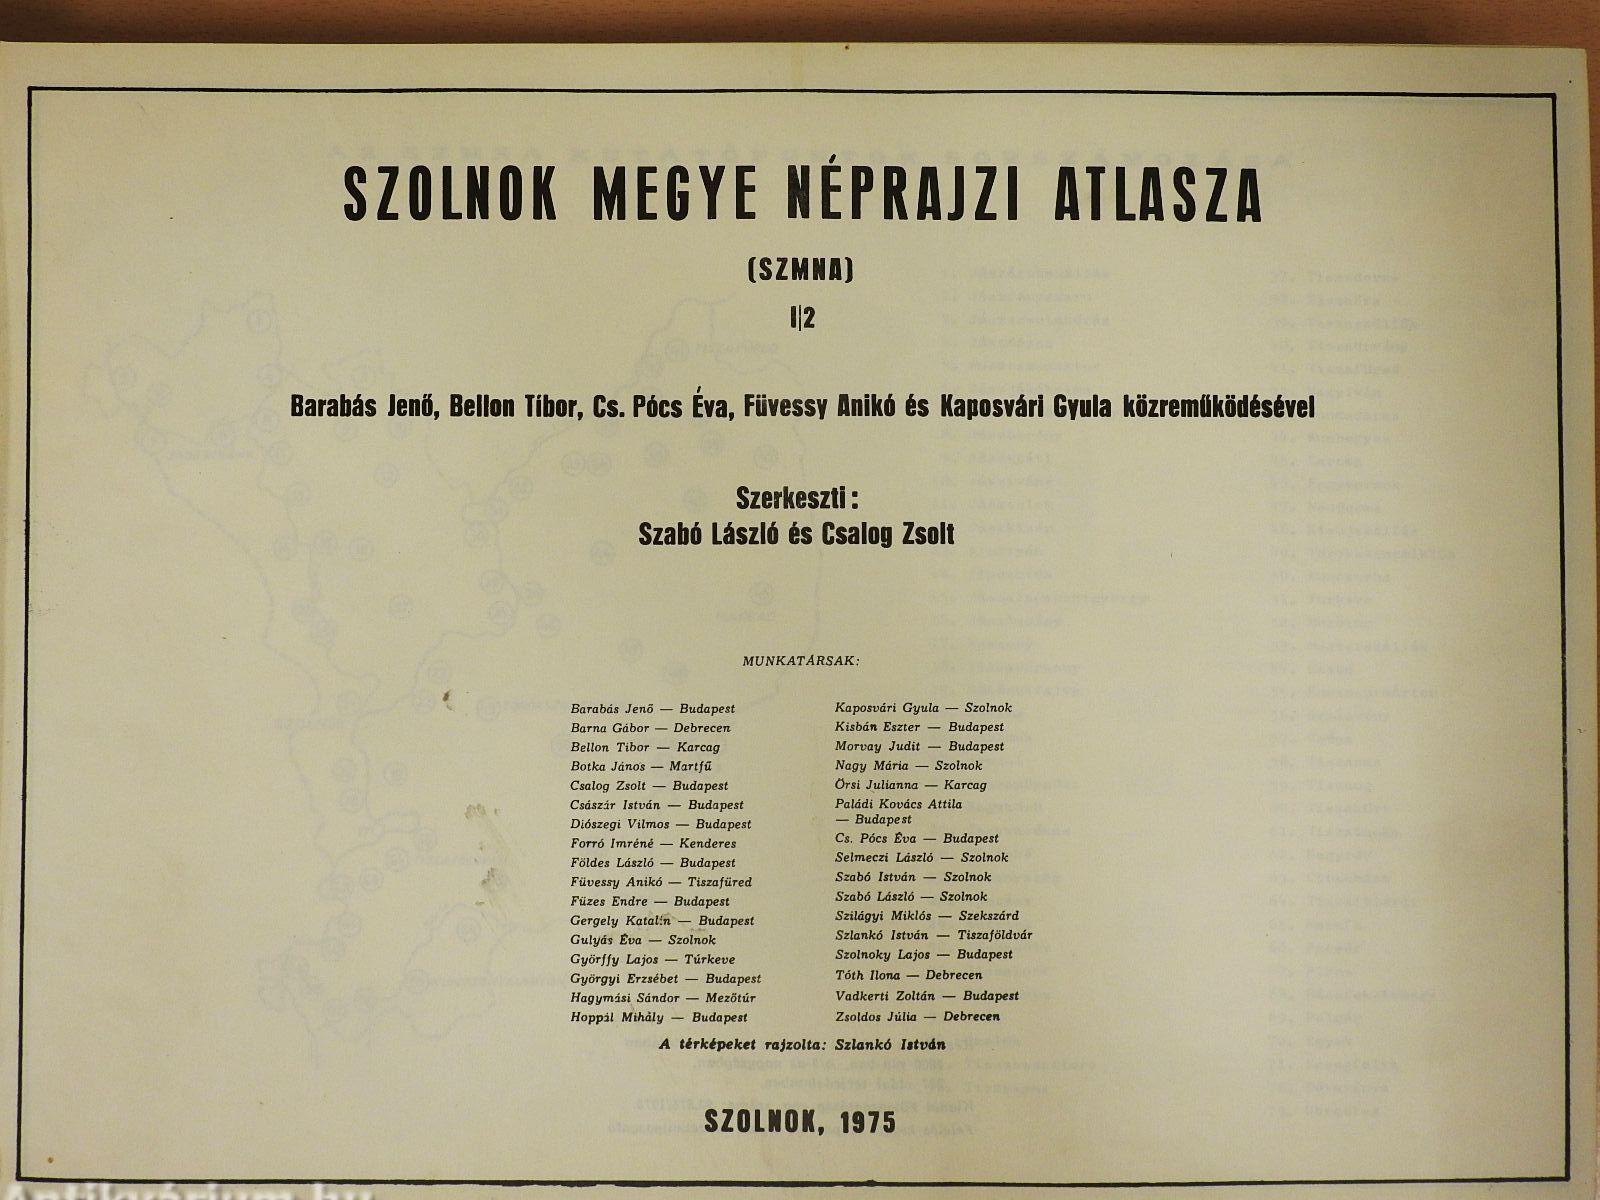 SZOLNOK MEGYE NÉPRAJZI ATLASZA
(SZMNA)
I|2
Barabás Jenő, Bellon Tibor, Cs. Pócs Éva, Füvessy Anikó és Kaposvári Gyula közreműködésével
Szerkeszti:
Szabó László és Csalog Zsolt
MUNKATÁRSAK:
Barabás Jenő — Budapest
Barna Gábor — Debrecen
Bellon Tibor — Karcag
Botka János — Martfű
Csalog Zsolt — Budapest
Császár István — Budapest
Diószegi Vilmos — Budapest
Forró Imréné — Kenderes
Földes László — Budapest
Füvessy Anikó — Tiszafüred
Füzes Endre — Budapest
Gergely Katalin — Budapest
Gulyás Éva — Szolnok
Györffy Lajos — Túrkeve
Györgyi Erzsébet — Budapest
Hagymási Sándor — Mezőtúr
Hoppál Mihály — Budapest
Kaposvári Gyula — Szolnok
Kisbán Eszter — Budapest
Morvay Judit — Budapest
Nagy Mária — Szolnok
Örsi Julianna — Karcag
Paládi Kovács Attila
— Budapest
Cs. Pócs Éva — Budapest
Selmeczi László — Szolnok
Szabó István — Szolnok
Szabó László — Szolnok
Szilágyi Miklós — Szekszárd
Szlankó István — Tiszaföldvár
Szolnoky Lajos — Budapest
Tóth Ilona — Debrecen
Vadkerti Zoltán — Budapest
Zsoldos Júlia — Debrecen
A térképeket rajzolta: Szlankó István
SZOLNOK, 1975
Antikvárium.hu